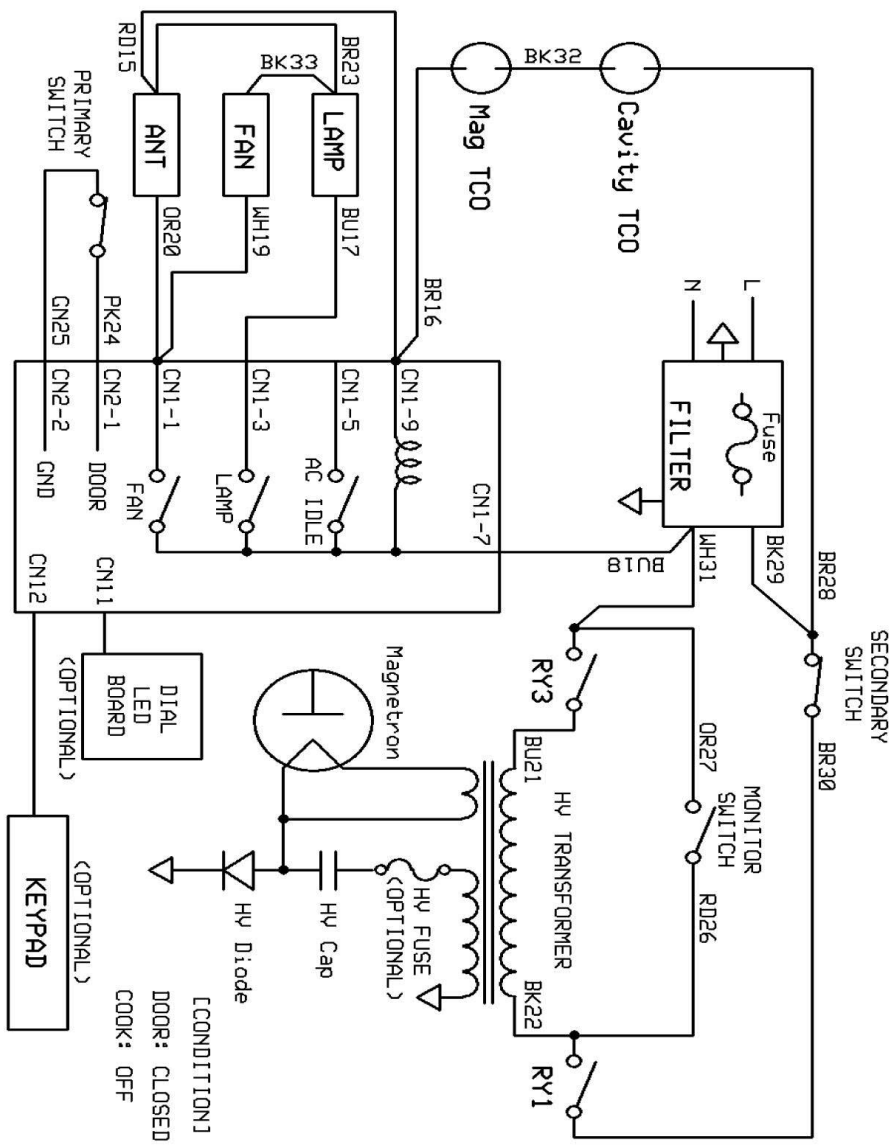 Cavity TCO
BK32
Mag TCO
BR28
SECONDARY
SWITCH
BR30
L
N
Fuse
FILTER
BK29
WH31
BU18
OR27
MONITOR
SWITCH
RD26
RY3
BU21
HV TRANSFORMER
BK22
RY1
BR16
RD15
BR23
BK33
LAMP
FAN
ANT
BU17
WH19
OR20
PRIMARY
SWITCH
PK24
GN25
CN1-7
CN1-9
CN1-5
AC IDLE
CN1-3
LAMP
CN1-1
FAN
CN2-1
DOOR
CN2-2
GND
CN11
CN12
DIAL
LED
BOARD
(OPTIONAL)
KEYPAD
(OPTIONAL)
Magnetron
HV FUSE
(OPTIONAL)
HV Cap
HV Diode
[CONDITION]
DOOR: CLOSED
COOK: OFF